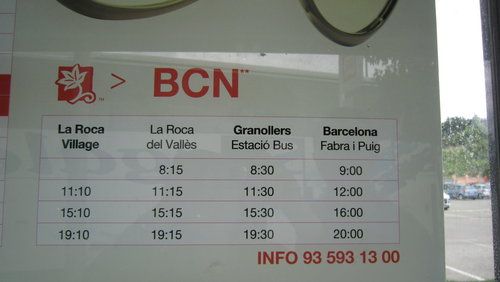 > BCN**
La Roca Village La Roca del Vallès Granollers Estació Bus Barcelona Fabra i Puig
8:15 8:30 9:00
11:10 11:15 11:30 12:00
15:10 15:15 15:30 16:00
19:10 19:15 19:30 20:00
INFO 93 593 13 00